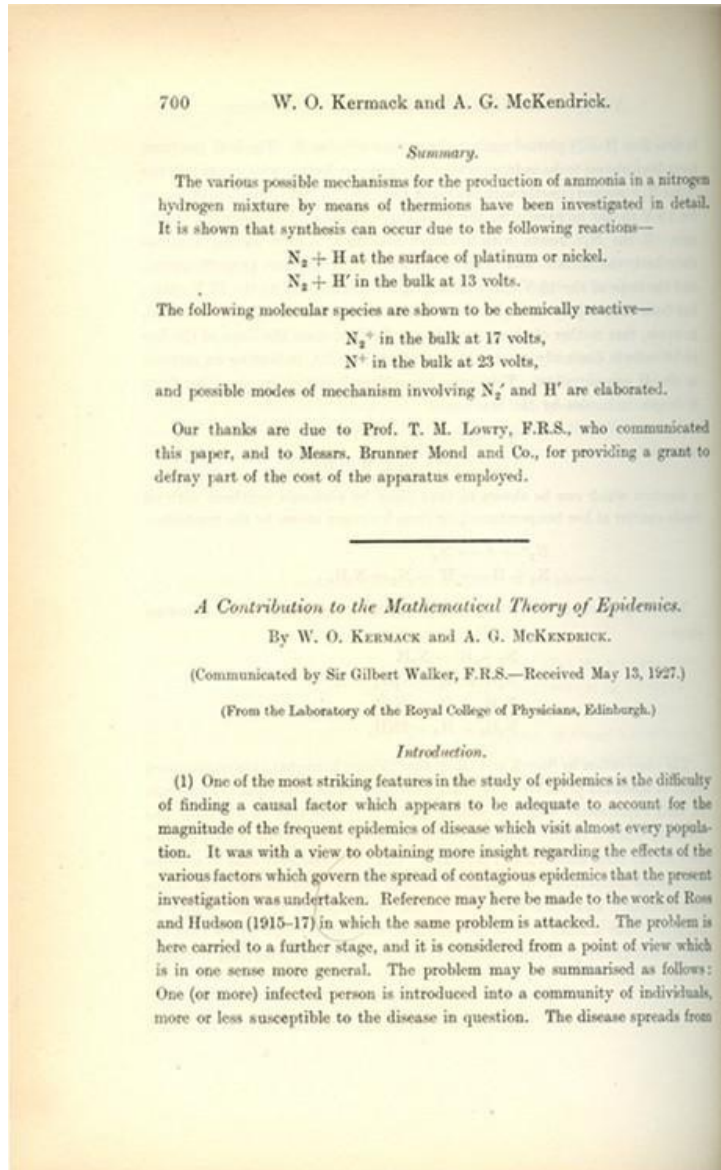 700 W. O. Kermack and A. G. McKendrick.
Summary.
The various possible mechanisms for the production of ammonia in a nitrogen
hydrogen mixture by means of thermions have been investigated in detail.
It is shown that synthesis can occur due to the following reactions—
N₂ + H at the surface of platinum or nickel.
N₂ + H′ in the bulk at 13 volts.
The following molecular species are shown to be chemically reactive—
N₂⁺ in the bulk at 17 volts,
N⁺ in the bulk at 23 volts,
and possible modes of mechanism involving N₂′ and H′ are elaborated.
Our thanks are due to Prof. T. M. Lowry, F.R.S., who communicated
this paper, and to Messrs. Brunner Mond and Co., for providing a grant to
defray part of the cost of the apparatus employed.
A Contribution to the Mathematical Theory of Epidemics.
By W. O. KERMACK and A. G. MCKENDRICK.
(Communicated by Sir Gilbert Walker, F.R.S.—Received May 13, 1927.)
(From the Laboratory of the Royal College of Physicians, Edinburgh.)
Introduction.
(1) One of the most striking features in the study of epidemics is the difficulty
of finding a causal factor which appears to be adequate to account for the
magnitude of the frequent epidemics of disease which visit almost every popula-
tion. It was with a view to obtaining more insight regarding the effects of the
various factors which govern the spread of contagious epidemics that the present
investigation was undertaken. Reference may here be made to the work of Ross
and Hudson (1915–17) in which the same problem is attacked. The problem is
here carried to a further stage, and it is considered from a point of view which
is in one sense more general. The problem may be summarised as follows:
One (or more) infected person is introduced into a community of individuals,
more or less susceptible to the disease in question. The disease spreads from